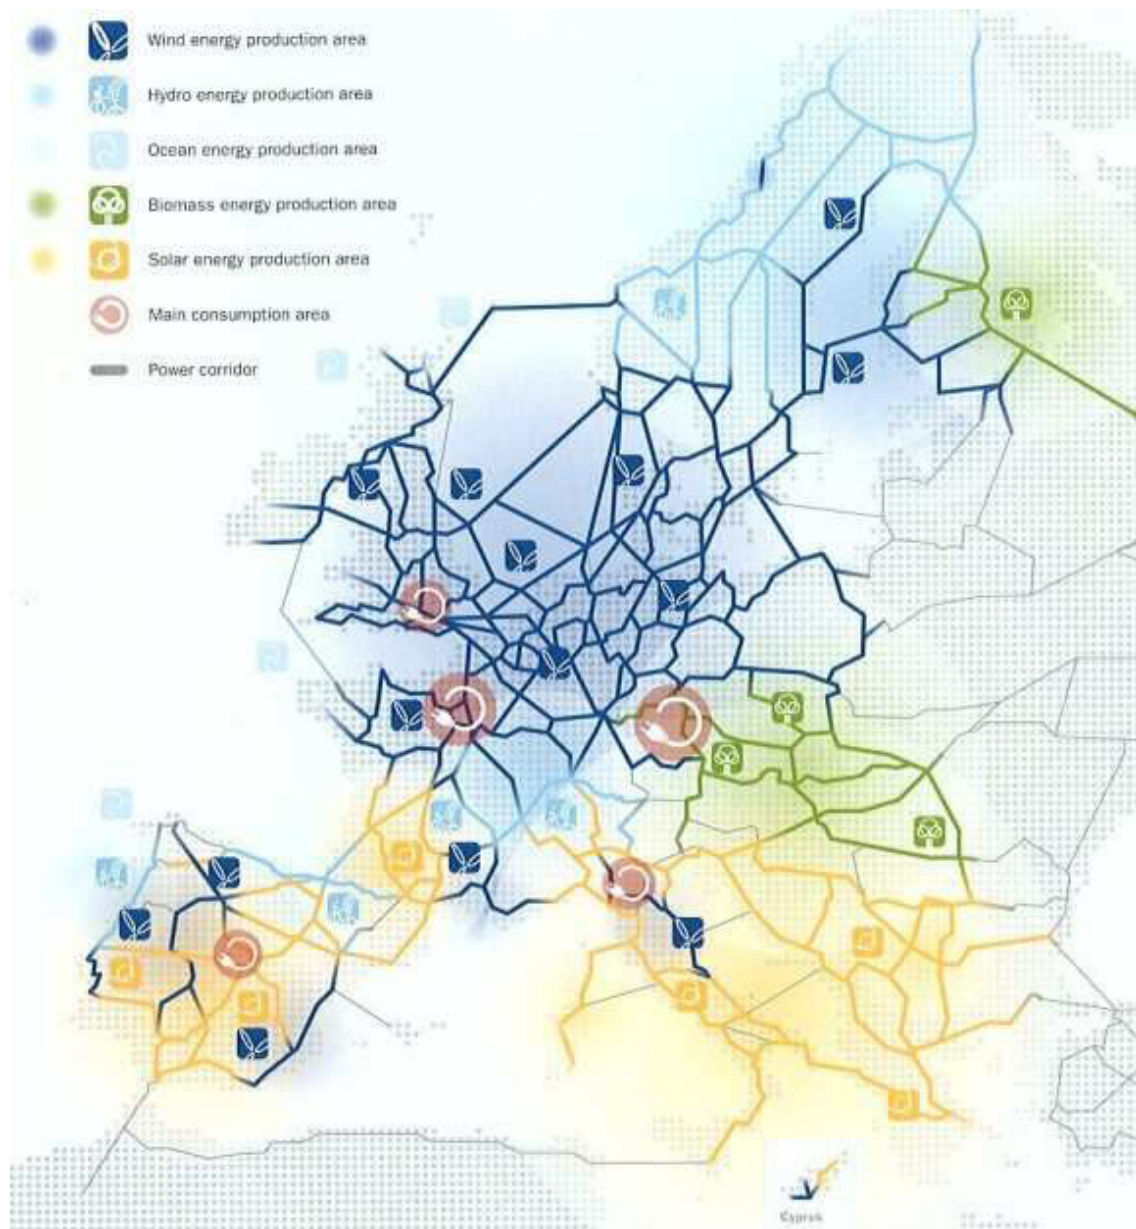 Wind energy production area
Hydro energy production area
Ocean energy production area
Biomass energy production area
Solar energy production area
Main consumption area
Power corridor
Cyprus